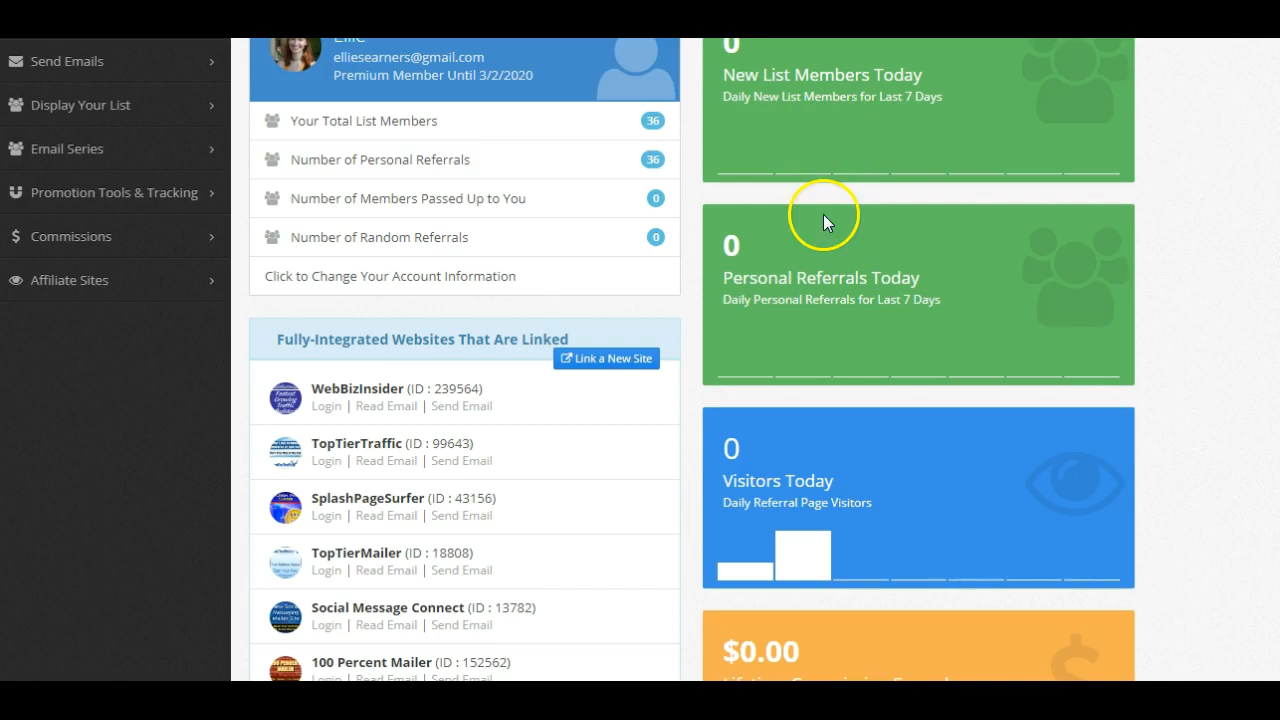 Send Emails
Display Your List
Email Series
Promotion Tools & Tracking
Commissions
Affiliate Sites
Ellie
elliesearners@gmail.com
Premium Member Until 3/2/2020
Your Total List Members 36
Number of Personal Referrals 36
Number of Members Passed Up to You 0
Number of Random Referrals 0
Click to Change Your Account Information
Fully-Integrated Websites That Are Linked
Link a New Site
WebBizInsider (ID : 239564)
Login | Read Email | Send Email
TopTierTraffic (ID : 99643)
Login | Read Email | Send Email
SplashPageSurfer (ID : 43156)
Login | Read Email | Send Email
TopTierMailer (ID : 18808)
Login | Read Email | Send Email
Social Message Connect (ID : 13782)
Login | Read Email | Send Email
100 Percent Mailer (ID : 152562)
Login | Read Email | Send Email
0
New List Members Today
Daily New List Members for Last 7 Days
0
Personal Referrals Today
Daily Personal Referrals for Last 7 Days
0
Visitors Today
Daily Referral Page Visitors
$0.00